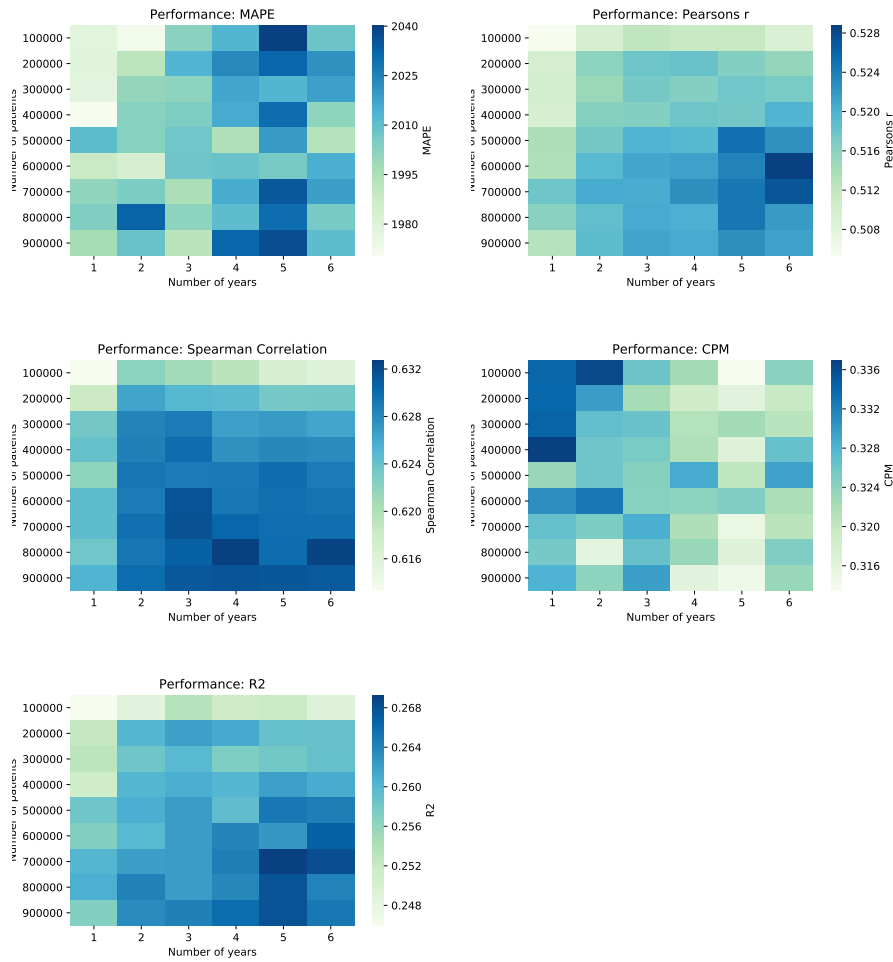 Performance: MAPE
100000
200000
300000
400000
500000
600000
700000
800000
900000
Number of patients
1 2 3 4 5 6
Number of years
2040
2025
2010
1995
1980
MAPE
Performance: Pearsons r
100000
200000
300000
400000
500000
600000
700000
800000
900000
Number of patients
1 2 3 4 5 6
Number of years
0.528
0.524
0.520
0.516
0.512
0.508
Pearsons r
Performance: Spearman Correlation
100000
200000
300000
400000
500000
600000
700000
800000
900000
Number of patients
1 2 3 4 5 6
Number of years
0.632
0.628
0.624
0.620
0.616
Spearman Correlation
Performance: CPM
100000
200000
300000
400000
500000
600000
700000
800000
900000
Number of patients
1 2 3 4 5 6
Number of years
0.336
0.332
0.328
0.324
0.320
0.316
CPM
Performance: R2
100000
200000
300000
400000
500000
600000
700000
800000
900000
Number of patients
1 2 3 4 5 6
Number of years
0.268
0.264
0.260
0.256
0.252
0.248
R2